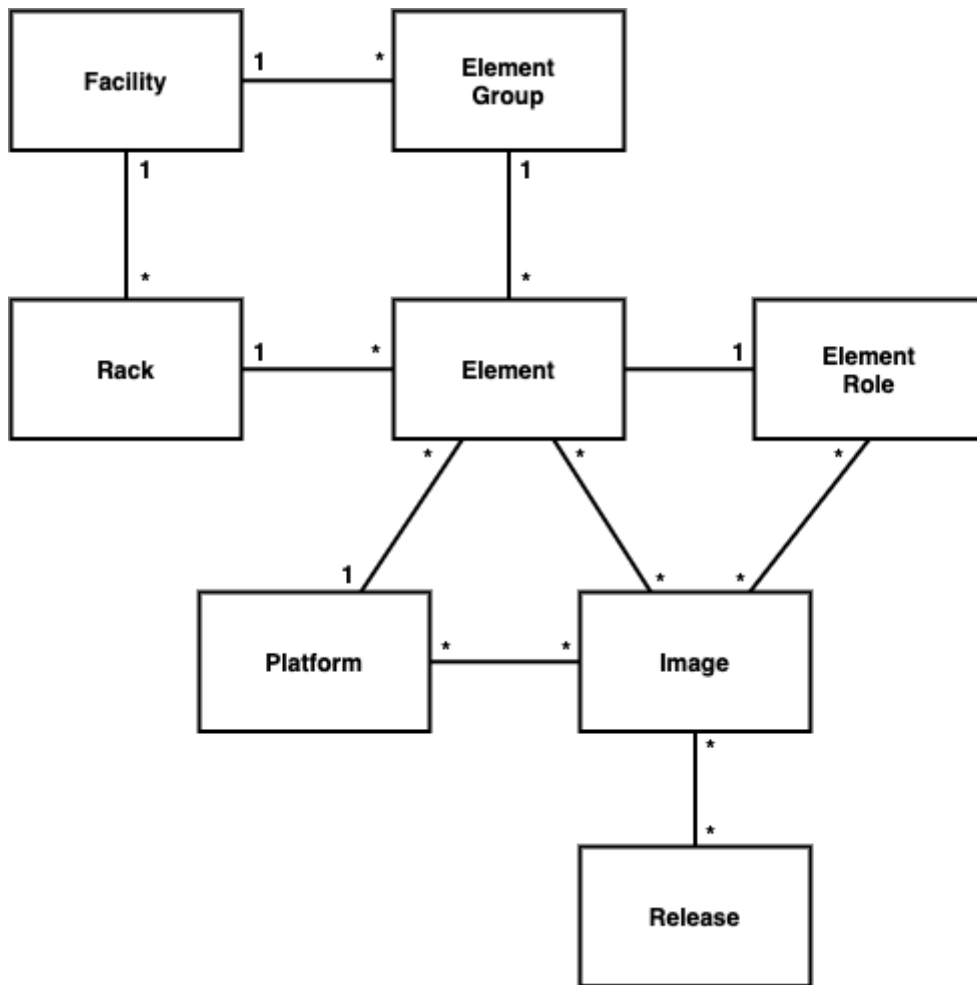 Facility
1
*
Element
Group
1
*
1
*
Rack
1
*
Element
1
Element
Role
*
*
*
1
*
*
Platform
*
*
Image
*
*
Release